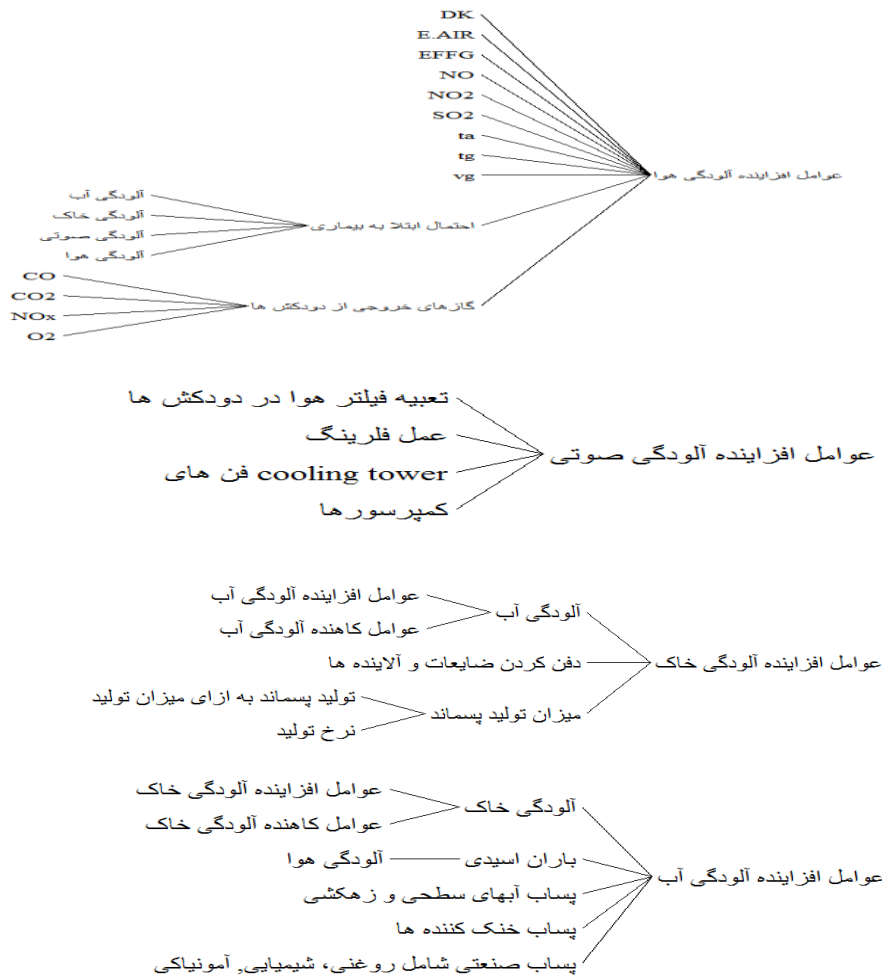 DK
E.AIR
EFFG
NO
NO2
SO2
ta
tg
vg
عوامل افزاینده آلودگی هوا
آلودگی آب
آلودگی خاک
آلودگی صوتی
آلودگی هوا
احتمال ابتلا به بیماری
CO
CO2
NOx
O2
گازهای خروجی از دودکش ها
تعبیه فیلتر هوا در دودکش ها
عمل فلرینگ
فن های cooling tower
کمپرسورها
عوامل افزاینده آلودگی صوتی
عوامل افزاینده آلودگی آب
عوامل کاهنده آلودگی آب
آلودگی آب
دفن کردن ضایعات و آلاینده ها
عوامل افزاینده آلودگی خاک
تولید پسماند به ازای میزان تولید
نرخ تولید
میزان تولید پسماند
عوامل افزاینده آلودگی خاک
عوامل کاهنده آلودگی خاک
آلودگی خاک
باران اسیدی
آلودگی هوا
عوامل افزاینده آلودگی آب
پساب آبهای سطحی و زهکشی
پساب خنک کننده ها
پساب صنعتی شامل روغنی، شیمیایی, آمونیاکی